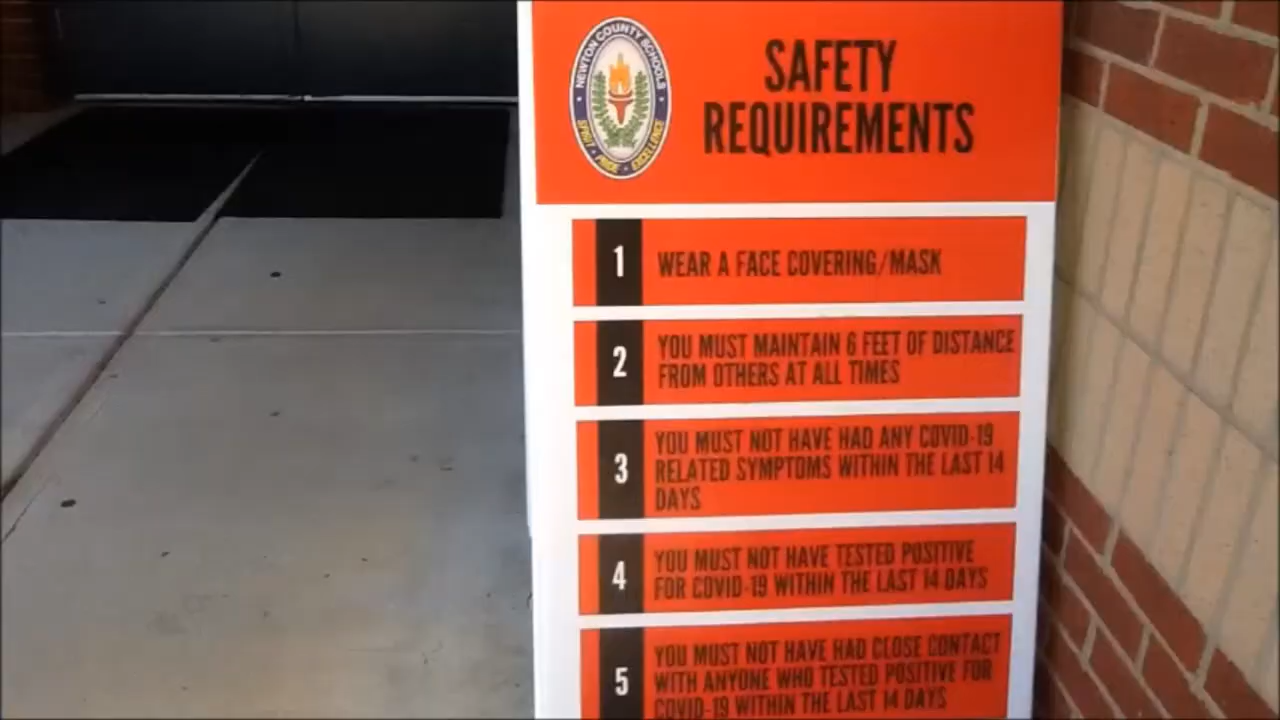 NEWTON COUNTY SCHOOLS
SPIRIT • PRIDE • EXCELLENCE
SAFETY
REQUIREMENTS
1
WEAR A FACE COVERING/MASK
2
YOU MUST MAINTAIN 6 FEET OF DISTANCE
FROM OTHERS AT ALL TIMES
3
YOU MUST NOT HAVE HAD ANY COVID-19
RELATED SYMPTOMS WITHIN THE LAST 14
DAYS
4
YOU MUST NOT HAVE TESTED POSITIVE
FOR COVID-19 WITHIN THE LAST 14 DAYS
5
YOU MUST NOT HAVE HAD CLOSE CONTACT
WITH ANYONE WHO TESTED POSITIVE FOR
COVID-19 WITHIN THE LAST 14 DAYS